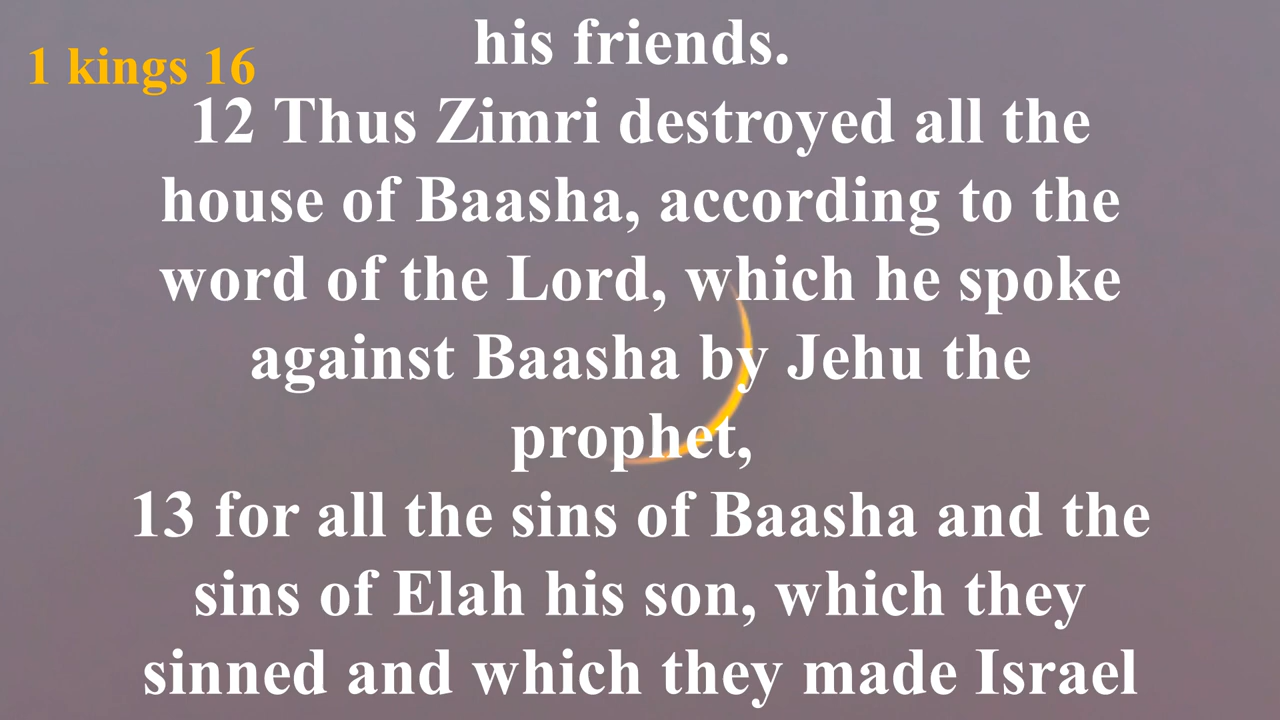 his friends.
1 kings 16
12 Thus Zimri destroyed all the
house of Baasha, according to the
word of the Lord, which he spoke
against Baasha by Jehu the
prophet,
13 for all the sins of Baasha and the
sins of Elah his son, which they
sinned and which they made Israel